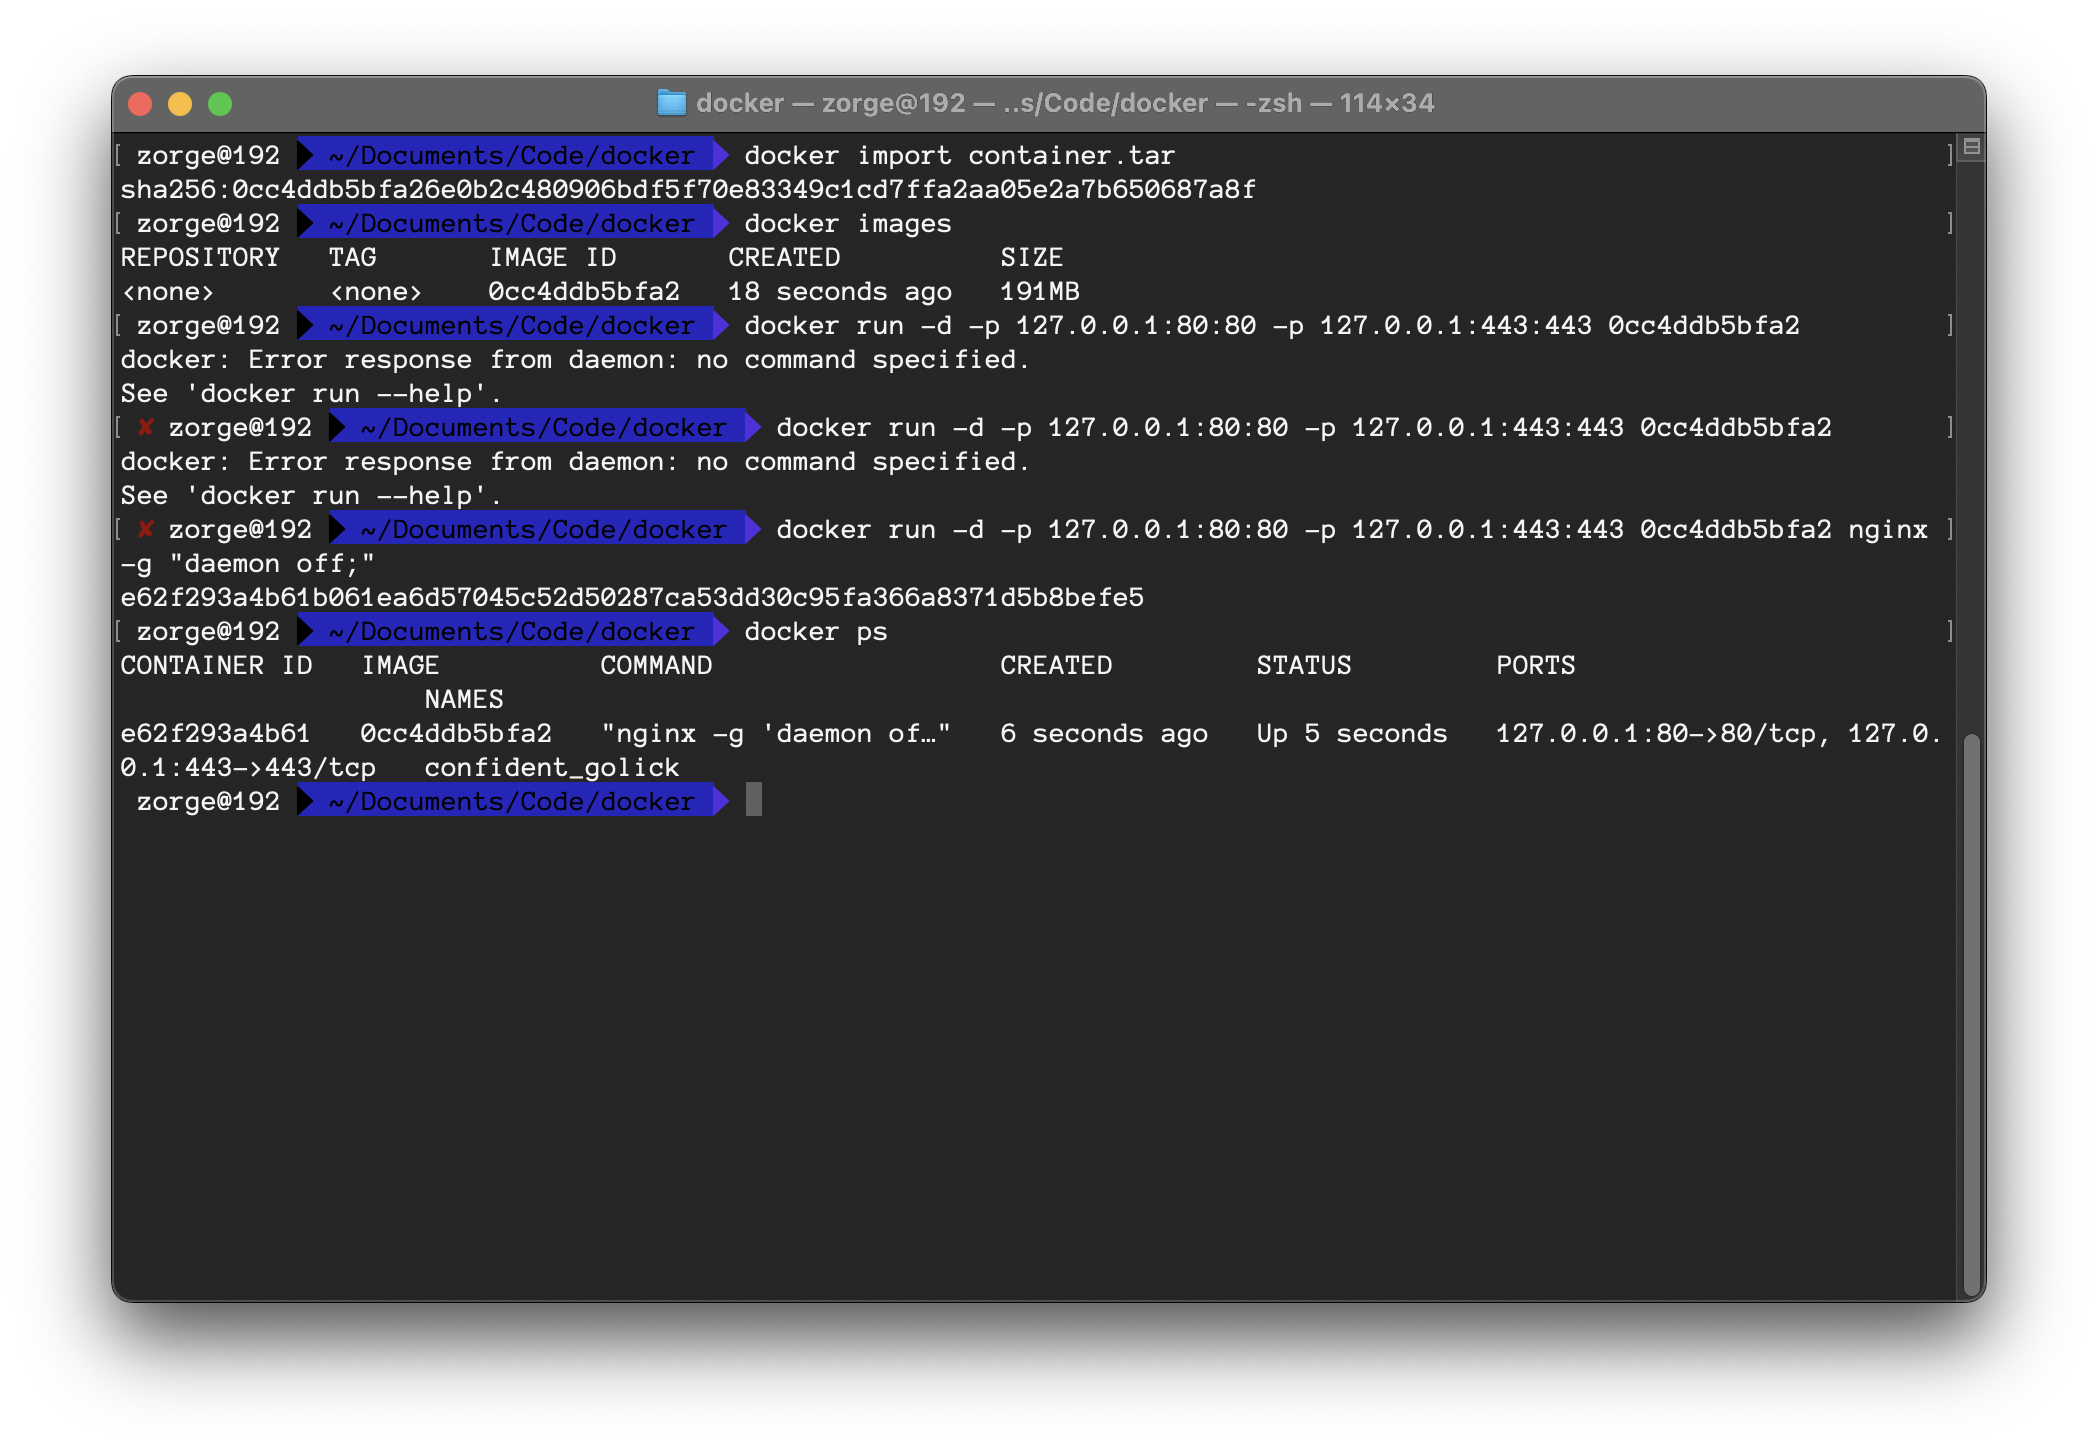 docker — zorge@192 — ..s/Code/docker — -zsh — 114×34
[ zorge@192 ~/Documents/Code/docker docker import container.tar ]
sha256:0cc4ddb5bfa26e0b2c480906bdf5f70e83349c1cd7ffa2aa05e2a7b650687a8f
[ zorge@192 ~/Documents/Code/docker docker images ]
REPOSITORY TAG IMAGE ID CREATED SIZE
<none> <none> 0cc4ddb5bfa2 18 seconds ago 191MB
[ zorge@192 ~/Documents/Code/docker docker run -d -p 127.0.0.1:80:80 -p 127.0.0.1:443:443 0cc4ddb5bfa2 ]
docker: Error response from daemon: no command specified.
See 'docker run --help'.
[ ✘ zorge@192 ~/Documents/Code/docker docker run -d -p 127.0.0.1:80:80 -p 127.0.0.1:443:443 0cc4ddb5bfa2 ]
docker: Error response from daemon: no command specified.
See 'docker run --help'.
[ ✘ zorge@192 ~/Documents/Code/docker docker run -d -p 127.0.0.1:80:80 -p 127.0.0.1:443:443 0cc4ddb5bfa2 nginx ]
-g "daemon off;"
e62f293a4b61b061ea6d57045c52d50287ca53dd30c95fa366a8371d5b8befe5
[ zorge@192 ~/Documents/Code/docker docker ps ]
CONTAINER ID IMAGE COMMAND CREATED STATUS PORTS
NAMES
e62f293a4b61 0cc4ddb5bfa2 "nginx -g 'daemon of…" 6 seconds ago Up 5 seconds 127.0.0.1:80->80/tcp, 127.0.
0.1:443->443/tcp confident_golick
zorge@192 ~/Documents/Code/docker